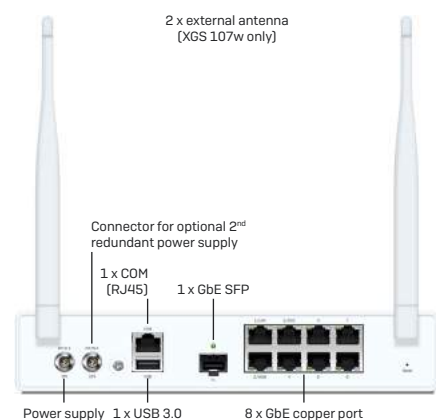 2 x external antenna
(XGS 107w only)
Connector for optional 2nd
redundant power supply
1 x COM
(RJ45)
1 x GbE SFP
Power supply
1 x USB 3.0
8 x GbE copper port